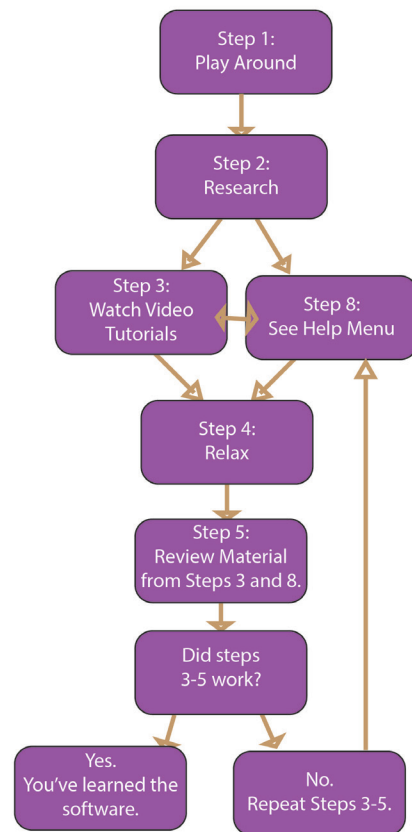 Step 1:
Play Around
Step 2:
Research
Step 3:
Watch Video
Tutorials
Step 8:
See Help Menu
Step 4:
Relax
Step 5:
Review Material
from Steps 3 and 8.
Did steps
3-5 work?
Yes.
You've learned the
software.
No.
Repeat Steps 3-5.